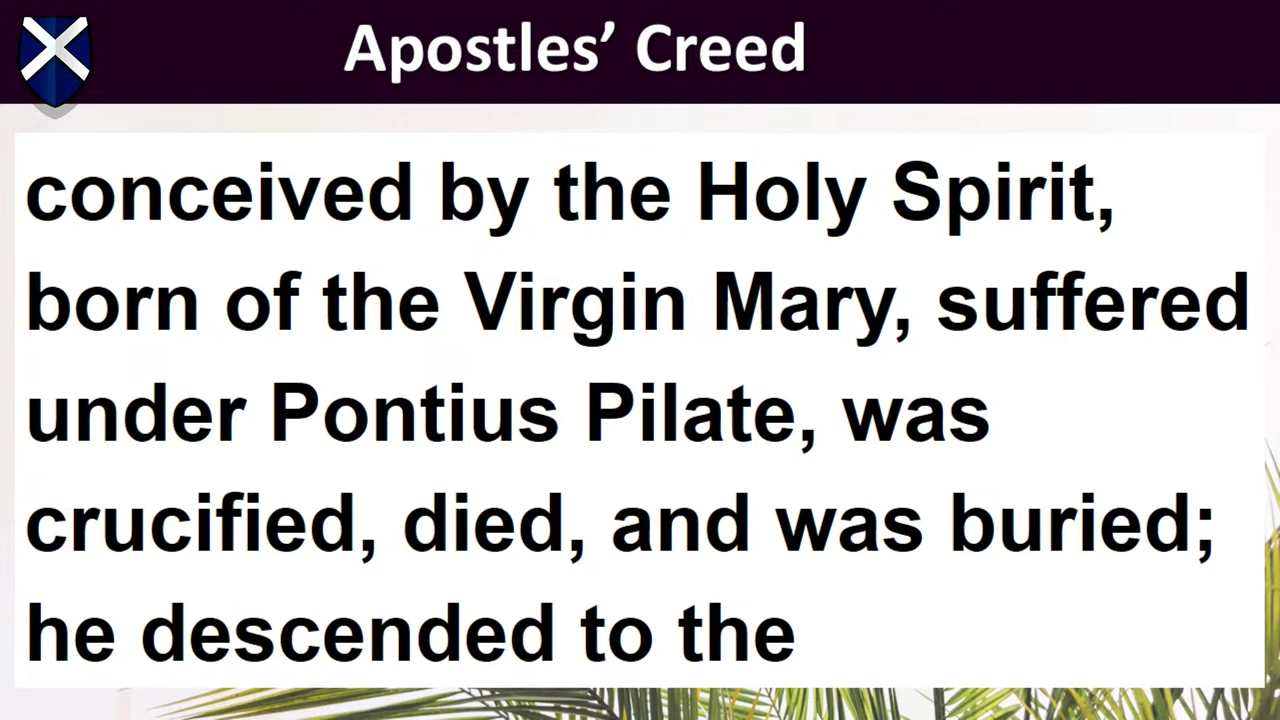 Apostles’ Creed
conceived by the Holy Spirit,
born of the Virgin Mary, suffered
under Pontius Pilate, was
crucified, died, and was buried;
he descended to the